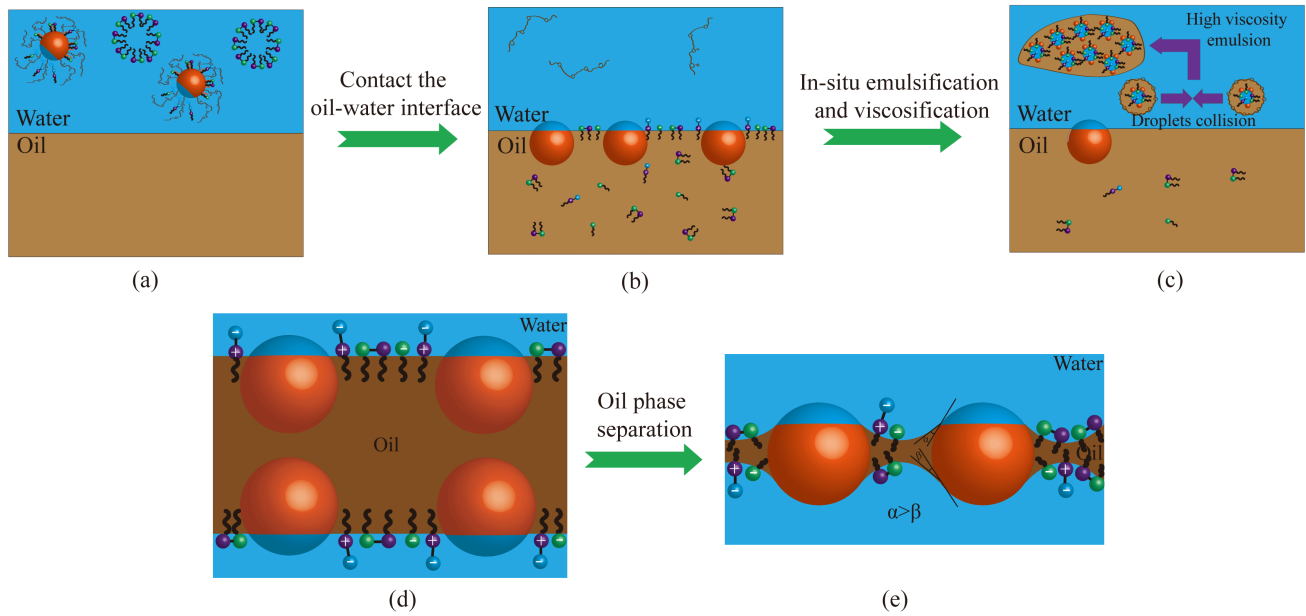 Water
Oil
(a)
Contact the
oil-water interface
Water
Oil
(b)
In-situ emulsification
and viscosification
High viscosity
emulsion
Water
Droplets collision
Oil
(c)
Water
Oil
(d)
Oil phase
separation
Water
α
β
Oil
α>β
(e)